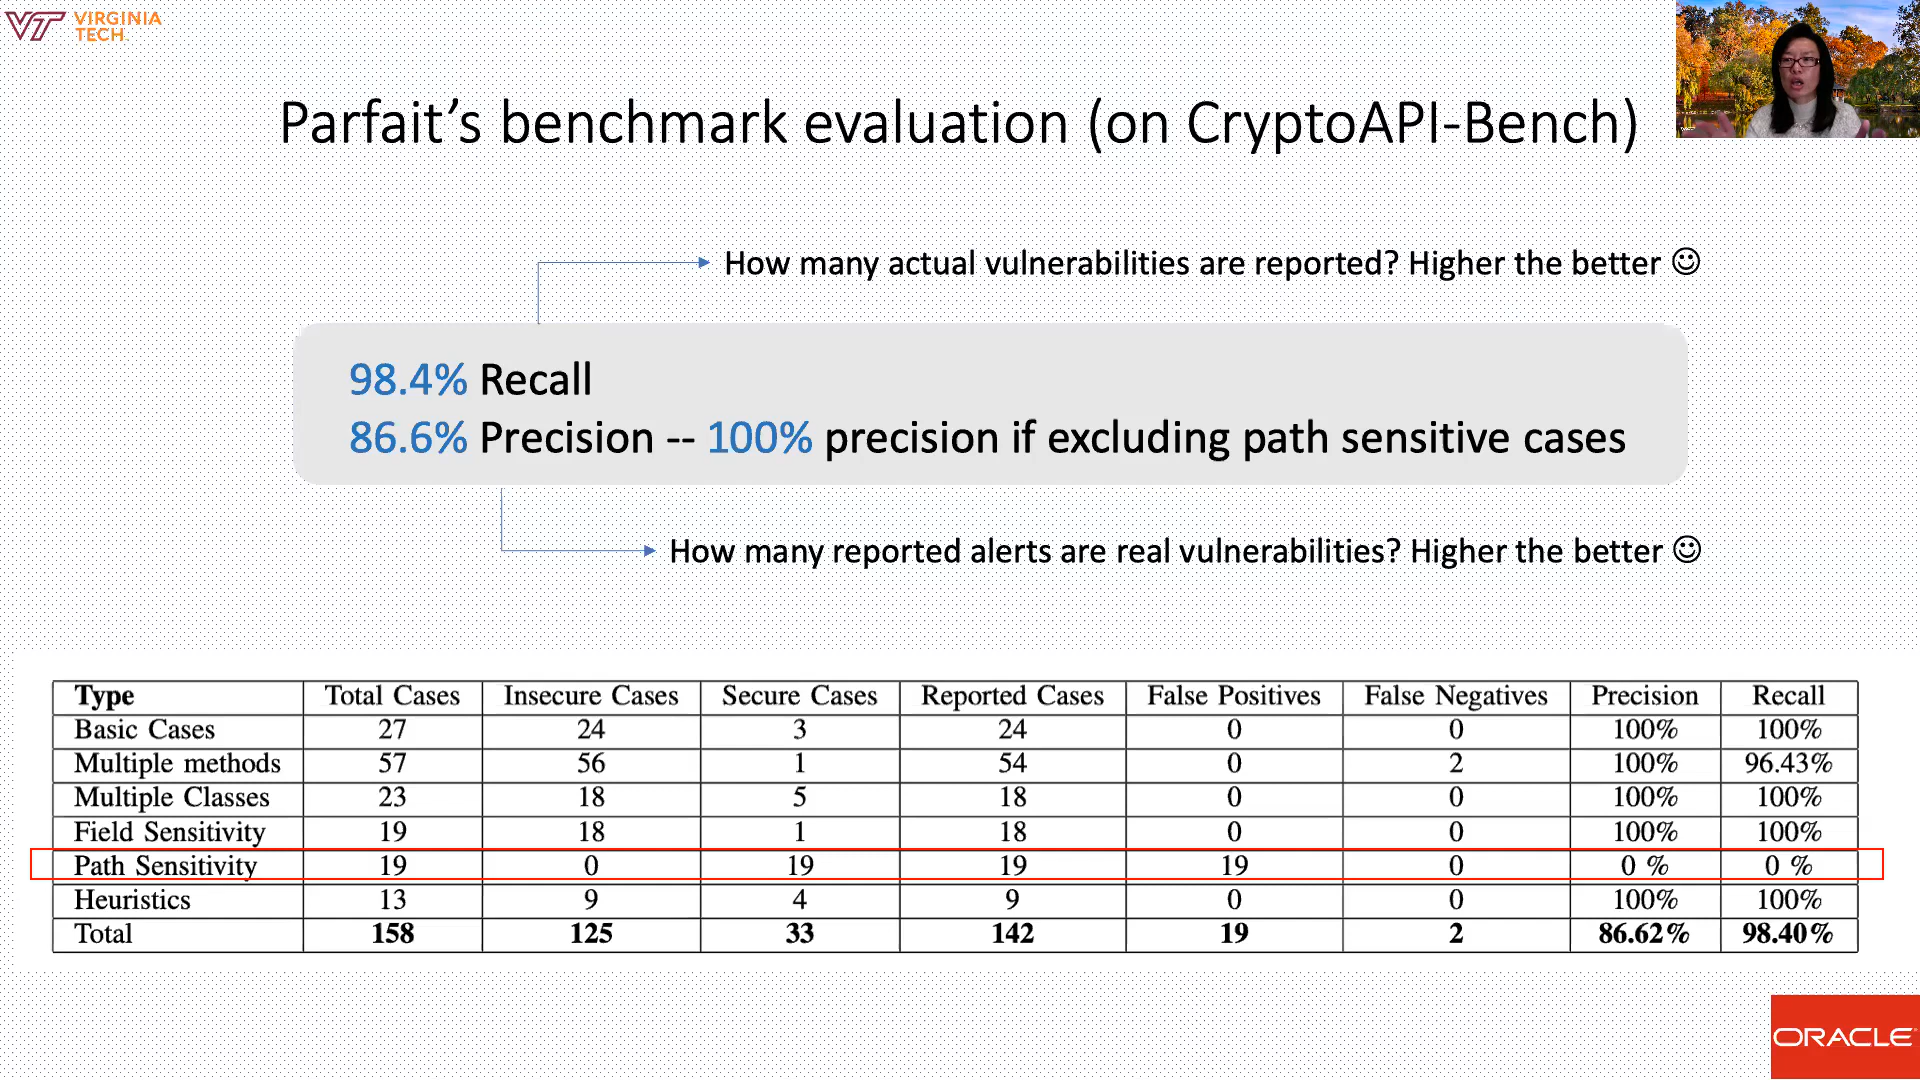 VT VIRGINIA TECH
Parfait's benchmark evaluation (on CryptoAPI-Bench)
How many actual vulnerabilities are reported? Higher the better ☺
98.4% Recall
86.6% Precision -- 100% precision if excluding path sensitive cases
How many reported alerts are real vulnerabilities? Higher the better ☺
Type Total Cases Insecure Cases Secure Cases Reported Cases False Positives False Negatives Precision Recall
Basic Cases 27 24 3 24 0 0 100% 100%
Multiple methods 57 56 1 54 0 2 100% 96.43%
Multiple Classes 23 18 5 18 0 0 100% 100%
Field Sensitivity 19 18 1 18 0 0 100% 100%
Path Sensitivity 19 0 19 19 19 0 0 % 0 %
Heuristics 13 9 4 9 0 0 100% 100%
Total 158 125 33 142 19 2 86.62% 98.40%
ORACLE